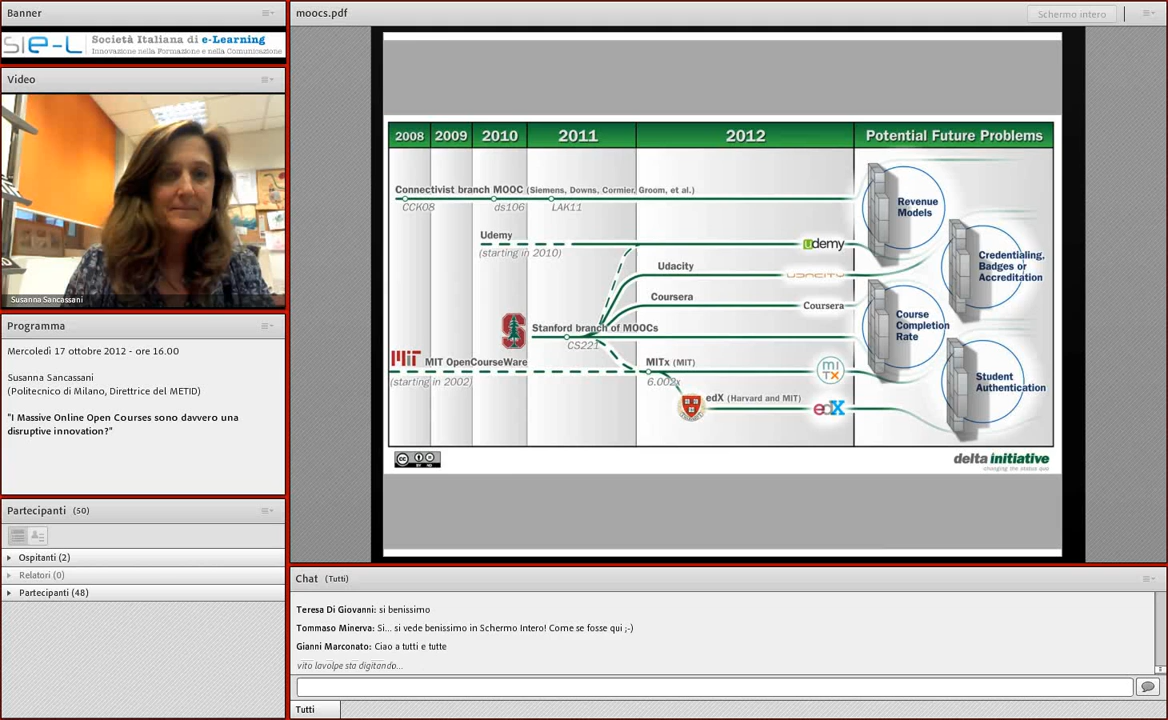 Banner
moocs.pdf
Schermo intero
sie-L
Società Italiana di e-Learning
Innovazione nella Formazione e nella Comunicazione
Video
Susanna Sancassani
Programma
Mercoledì 17 ottobre 2012 - ore 16.00
Susanna Sancassani
(Politecnico di Milano, Direttrice del METID)
"I Massive Online Open Courses sono davvero una
disruptive innovation?"
Partecipanti (50)
Ospitanti (2)
Relatori (0)
Partecipanti (48)
2008 2009 2010 2011 2012 Potential Future Problems
Connectivist branch MOOC (Siemens, Downs, Cormier, Groom, et al.)
CCK08 ds106 LAK11
Revenue
Models
Udemy
(starting in 2010)
udemy
Credentialing,
Badges or
Accreditation
Udacity
UDACITY
Coursera
Coursera
Stanford branch of MOOCs
CS221
Course
Completion
Rate
MIT
MIT OpenCourseWare
(starting in 2002)
MITx (MIT)
6.002x
MITX
edX (Harvard and MIT)
edX
Student
Authentication
cc
BY ND
delta initiative
changing the status quo
Chat (Tutti)
Teresa Di Giovanni: si benissimo
Tommaso Minerva: Si... si vede benissimo in Schermo Intero! Come se fosse qui ;-)
Gianni Marconato: Ciao a tutti e tutte
vito lavolpe sta digitando...
Tutti